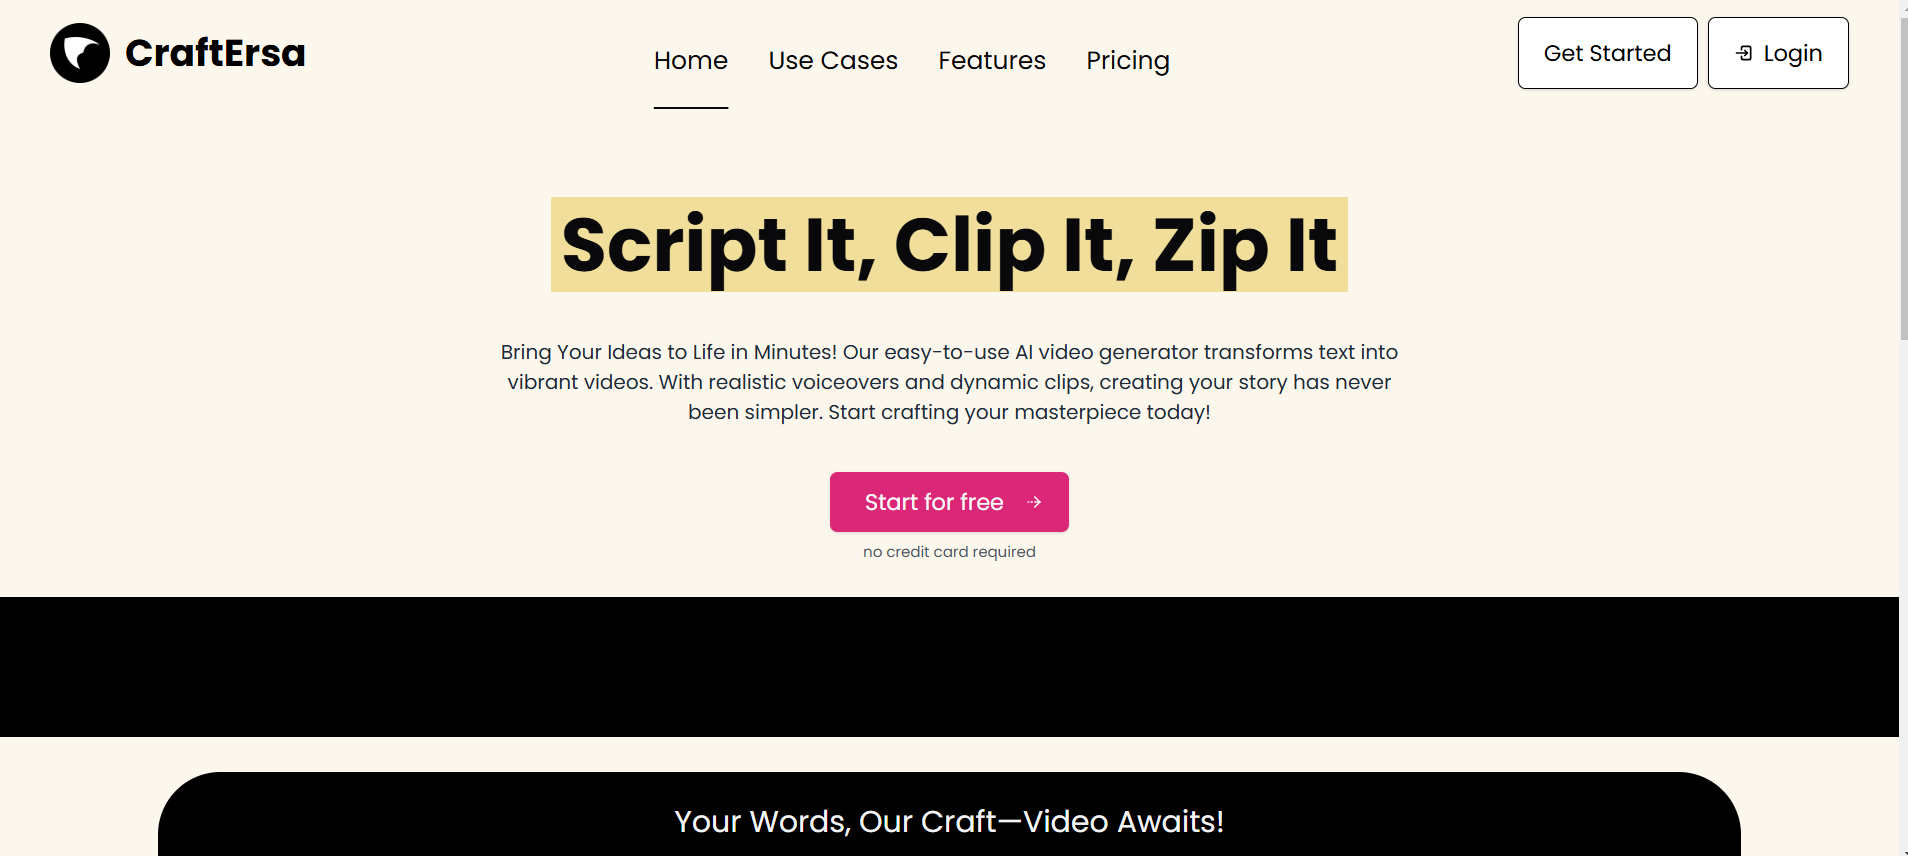 CraftErsa
Home Use Cases Features Pricing
Get Started Login
Script It, Clip It, Zip It
Bring Your Ideas to Life in Minutes! Our easy-to-use AI video generator transforms text into
vibrant videos. With realistic voiceovers and dynamic clips, creating your story has never
been simpler. Start crafting your masterpiece today!
Start for free
no credit card required
Your Words, Our Craft—Video Awaits!